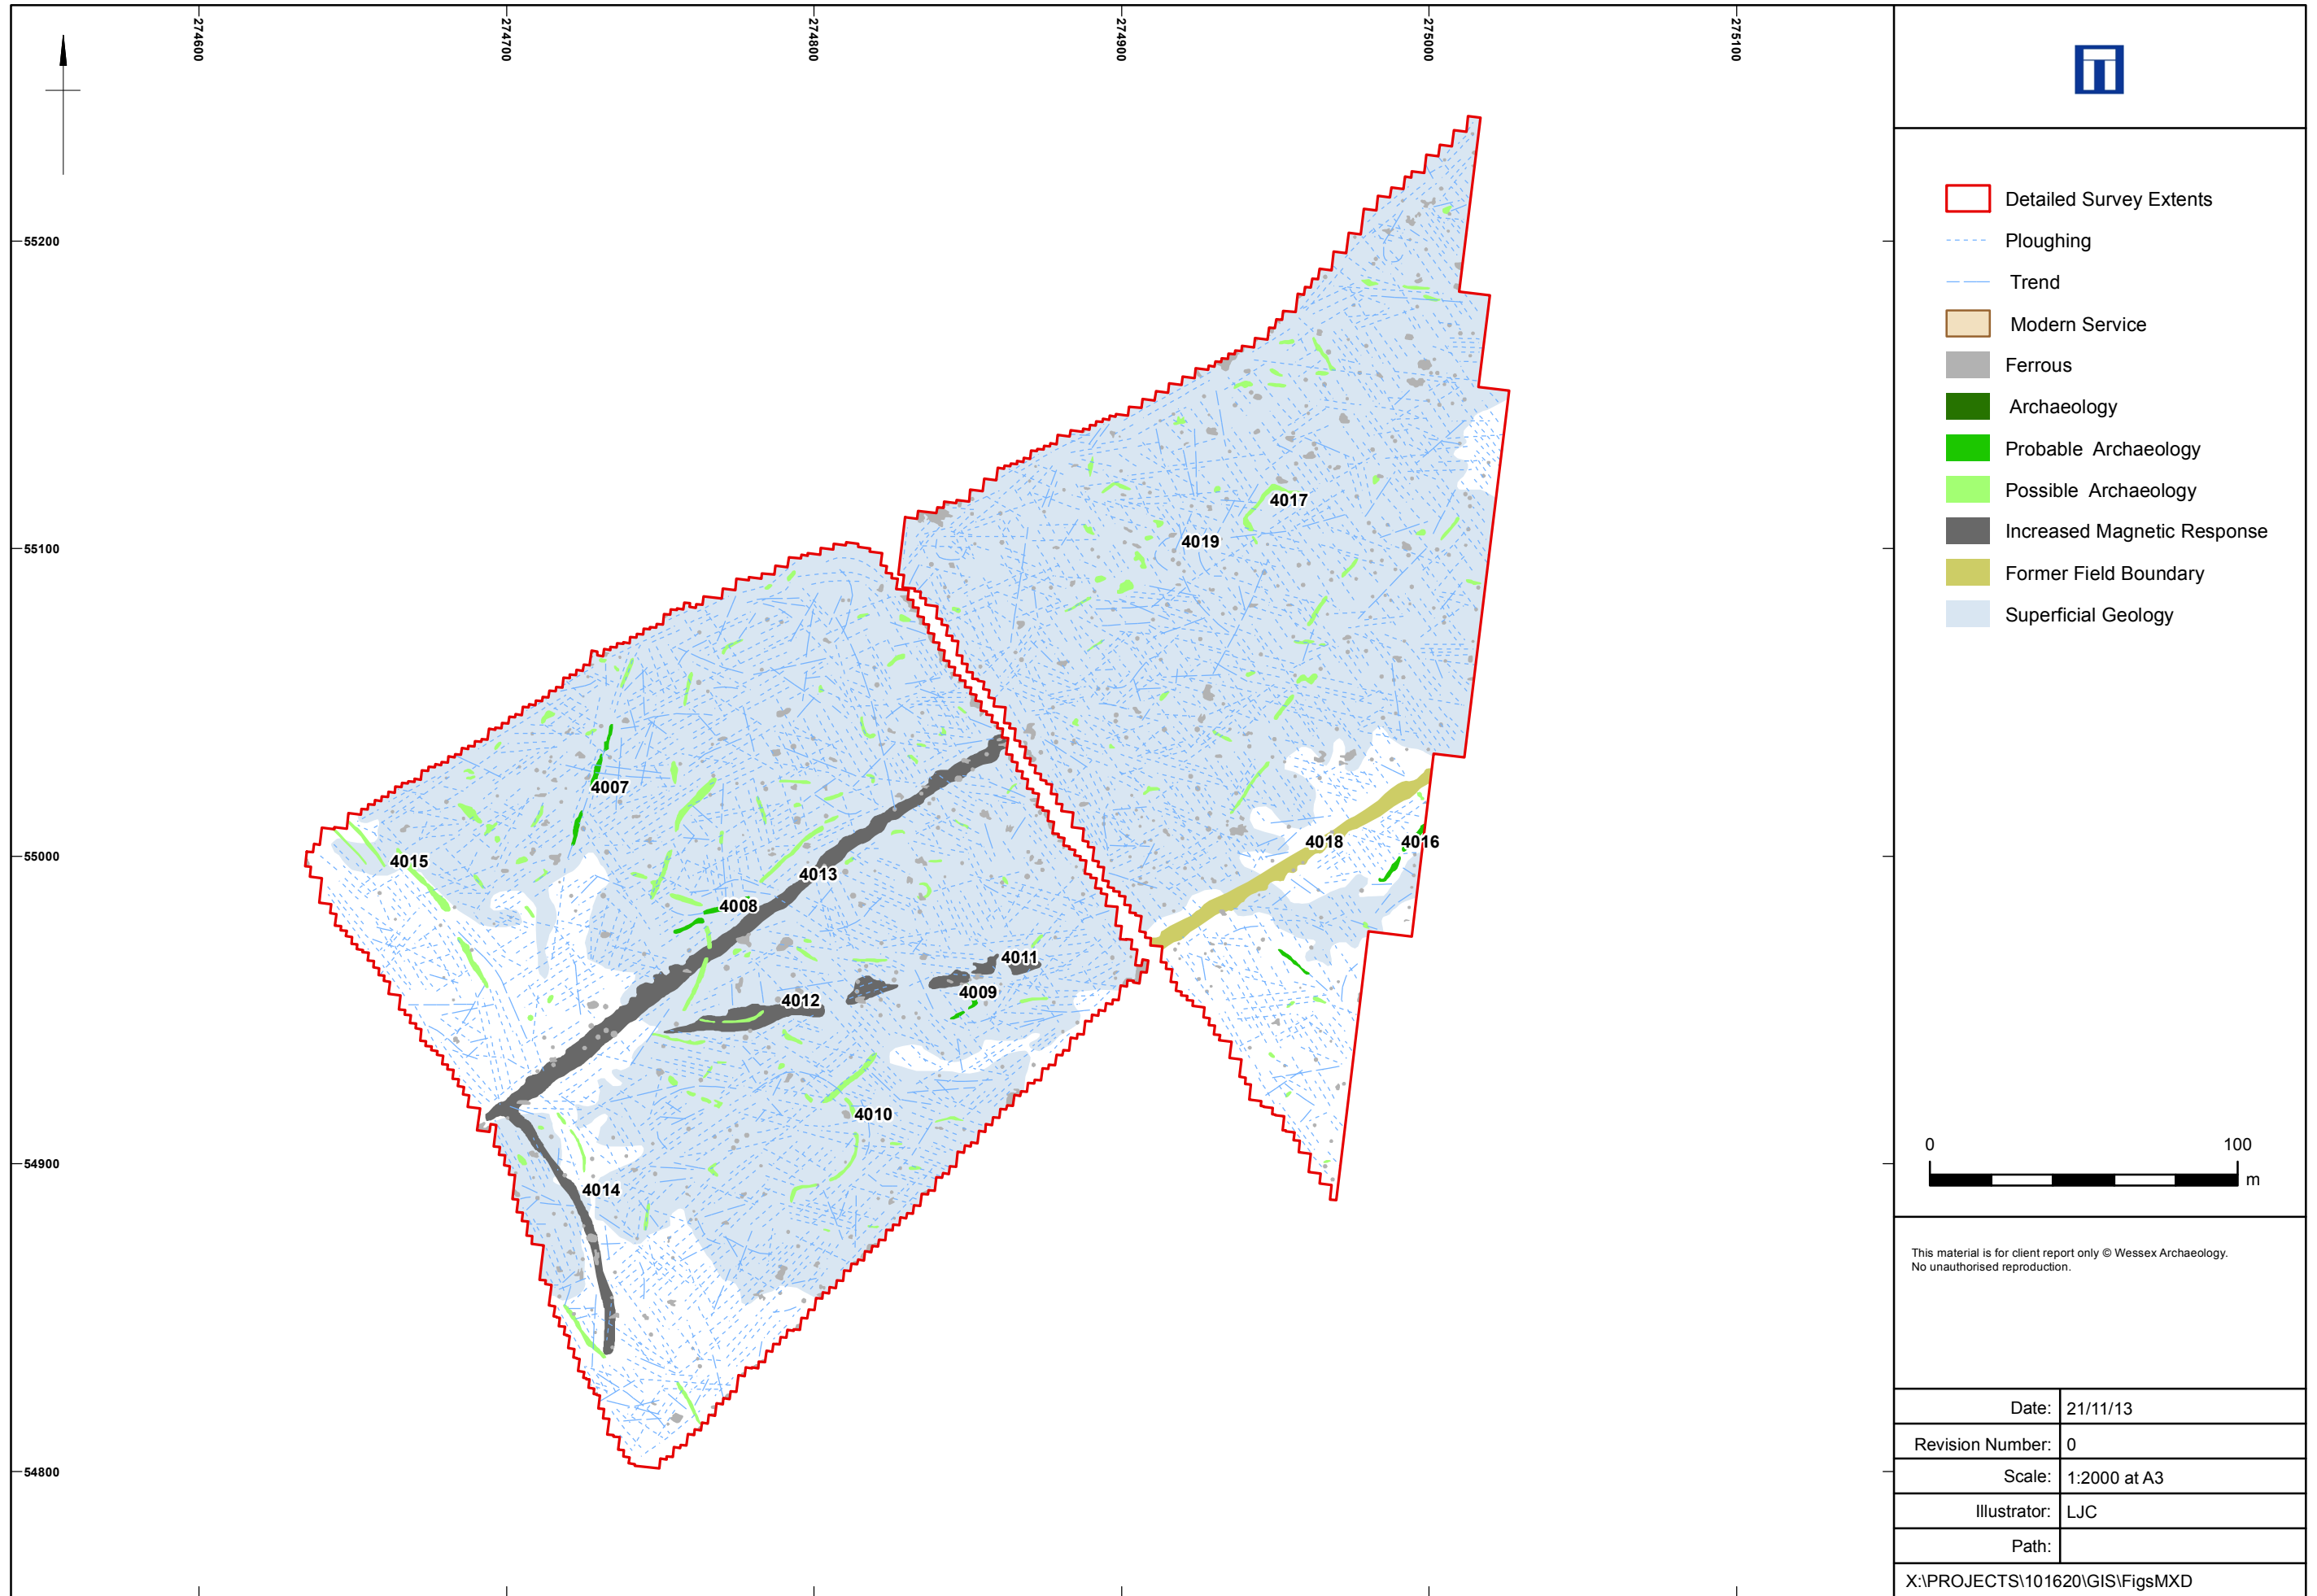 274600
274700
274800
274900
275000
275100
55200
55100
55000
54900
54800
4017
4019
4007
4015
4013
4018
4016
4008
4011
4009
4012
4010
4014
Detailed Survey Extents
Ploughing
Trend
Modern Service
Ferrous
Archaeology
Probable Archaeology
Possible Archaeology
Increased Magnetic Response
Former Field Boundary
Superficial Geology
0 100
m
This material is for client report only © Wessex Archaeology.
No unauthorised reproduction.
Date: 21/11/13
Revision Number: 0
Scale: 1:2000 at A3
Illustrator: LJC
Path:
X:\PROJECTS\101620\GIS\FigsMXD